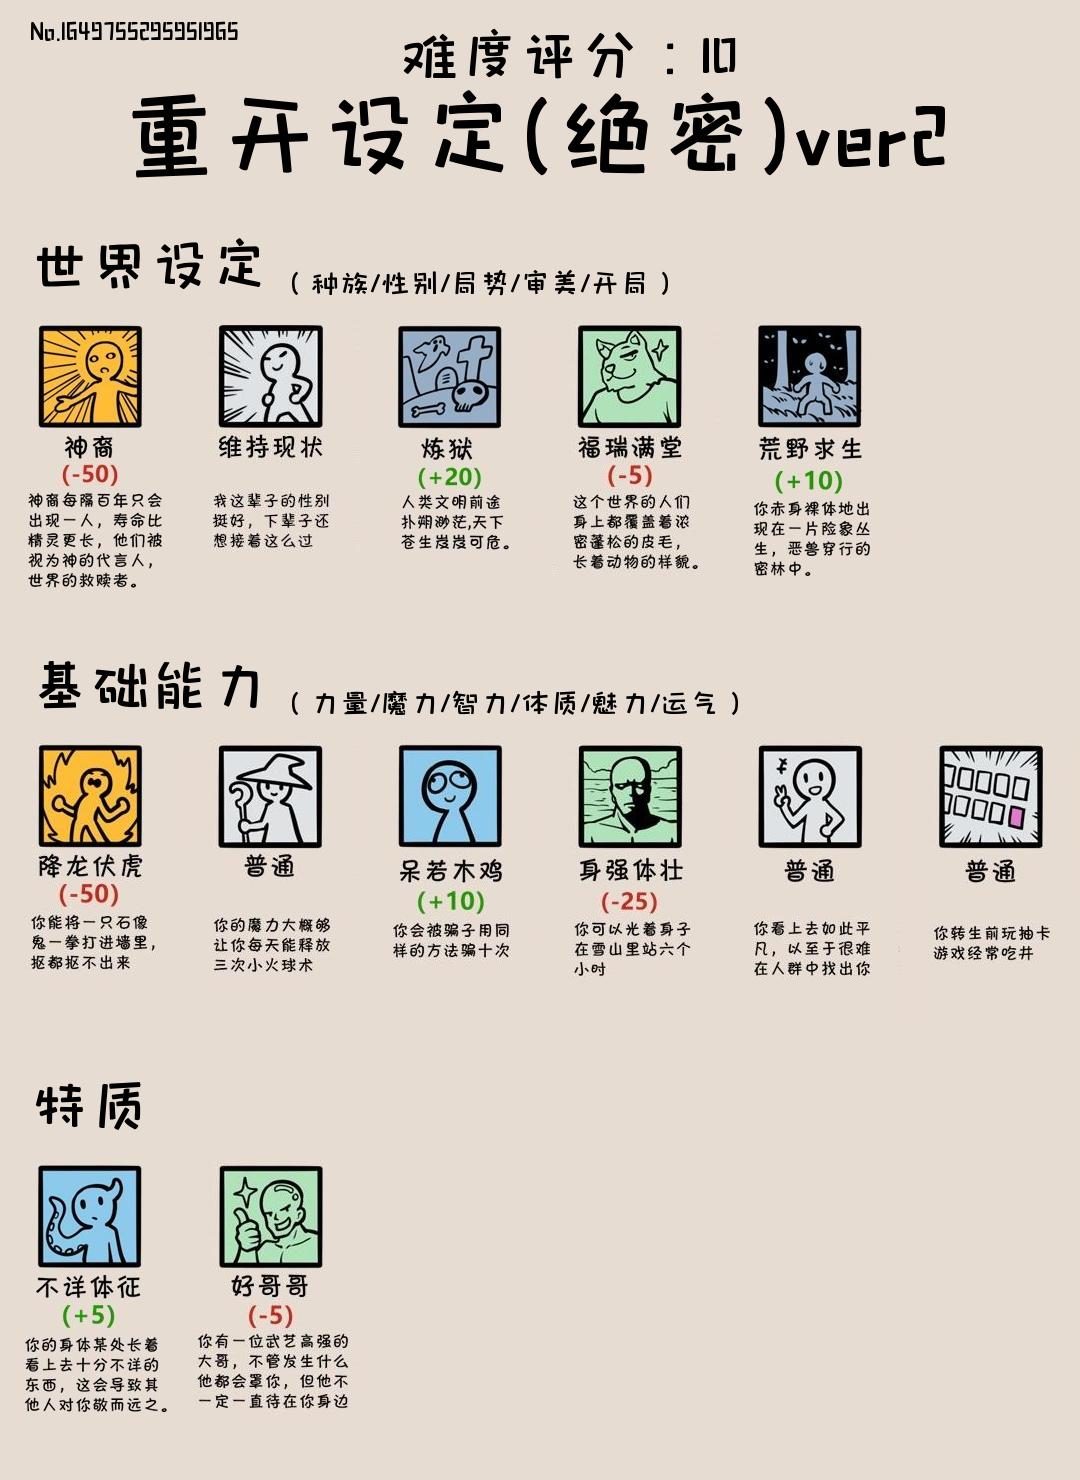 No.1649755295951965
难度评分：10
重开设定(绝密)ver2
世界设定（种族/性别/局势/审美/开局）
神裔
(-50)
神裔每隔百年只会
出现一人，寿命比
精灵更长，他们被
视为神的代言人，
世界的救赎者。
维持现状
我这辈子的性别
挺好，下辈子还
想接着这么过
炼狱
(+20)
人类文明前途
扑朔渺茫,天下
苍生岌岌可危。
福瑞满堂
(-5)
这个世界的人们
身上都覆盖着浓
密蓬松的皮毛，
长着动物的样貌。
荒野求生
(+10)
你赤身裸体地出
现在一片险象丛
生，恶兽穿行的
密林中。
基础能力（力量/魔力/智力/体质/魅力/运气）
降龙伏虎
(-50)
你能将一只石像
鬼一拳打进墙里，
抠都抠不出来
普通
你的魔力大概够
让你每天能释放
三次小火球术
呆若木鸡
(+10)
你会被骗子用同
样的方法骗十次
身强体壮
(-25)
你可以光着身子
在雪山里站六个
小时
普通
你看上去如此平
凡，以至于很难
在人群中找出你
普通
你转生前玩抽卡
游戏经常吃井
特质
不详体征
(+5)
你的身体某处长着
看上去十分不详的
东西，这会导致其
他人对你敬而远之。
好哥哥
(-5)
你有一位武艺高强的
大哥，不管发生什么
他都会罩你，但他不
一定一直待在你身边